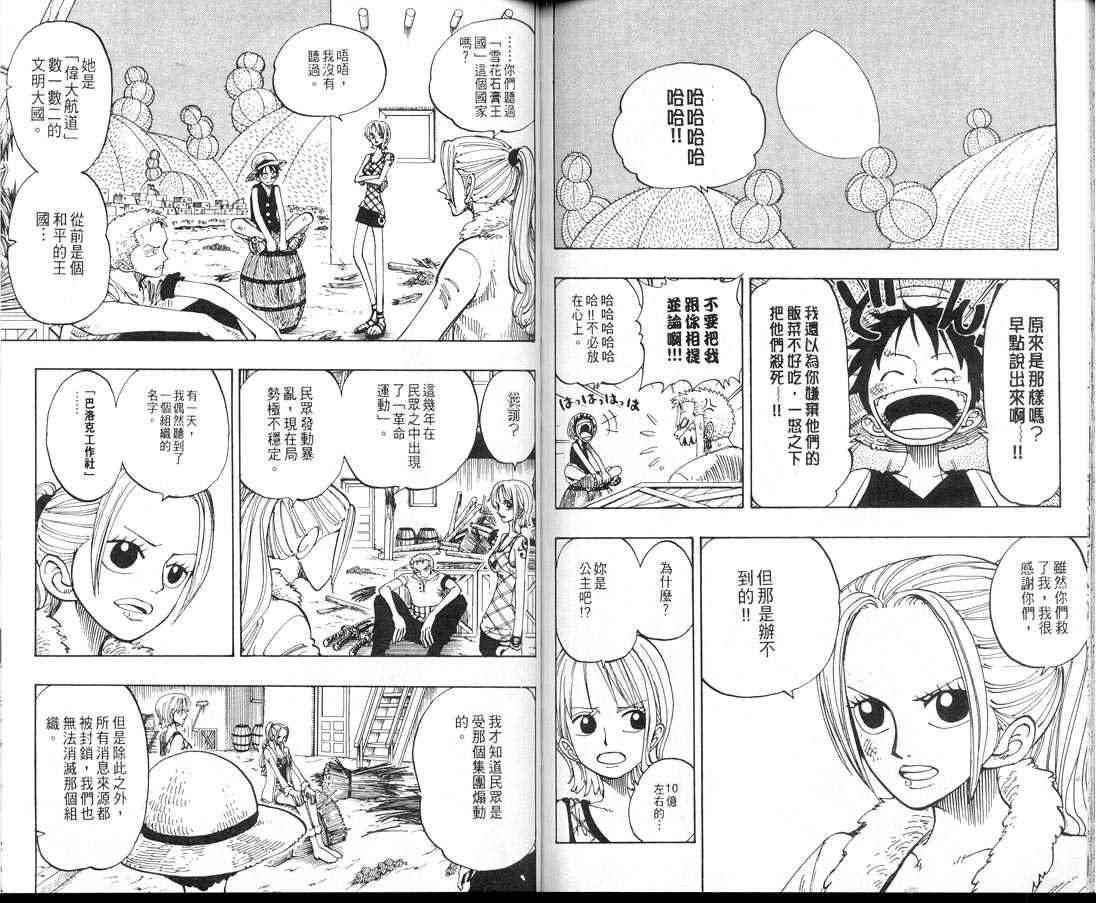 哈哈哈哈
哈哈!!
原來是那樣嗎?
早點說出來啊──!!
我還以為你嫌棄他們的
飯菜不好吃,一怒之下
把他們殺死──!!
不要把我
跟你相提
並論啊!!!
哈哈哈哈哈
哈!!不必放
在心上。
はっはっはっは
雖然你們救
了我,我很
感謝你們,
但那是辦不
到的!!
為什麼?
妳是
公主吧!?
10億
左右的…
……你們聽過
「雪花石膏王
國」這個國家
嗎?
唔唔,
我沒有
聽過。
她是
「偉大航道」
數一數二的
文明大國。
從前是個
和平的王
國…
從前?
這幾年在
民眾之中出現
了「革命
運動」
民眾發動暴
亂,現在局
勢極不穩定。
有一天,
我偶然聽到了
一個組織的
名字。
「巴洛克工作社」
我才知道民眾是
受那個集團煽動
的。
但是除此之外,
所有消息來源都
被封鎖,我們也
無法消滅那個組
織。